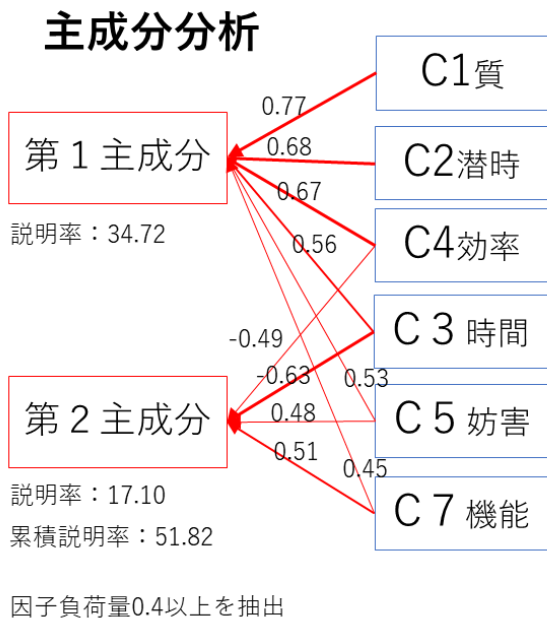 主成分分析
C1質
0.77
第１主成分
0.68
C2潜時
0.67
説明率：34.72
0.56
C4効率
-0.49
C３時間
-0.63
0.53
第２主成分
0.48
C５妨害
0.51
0.45
説明率：17.10
C７機能
累積説明率：51.82
因子負荷量0.4以上を抽出